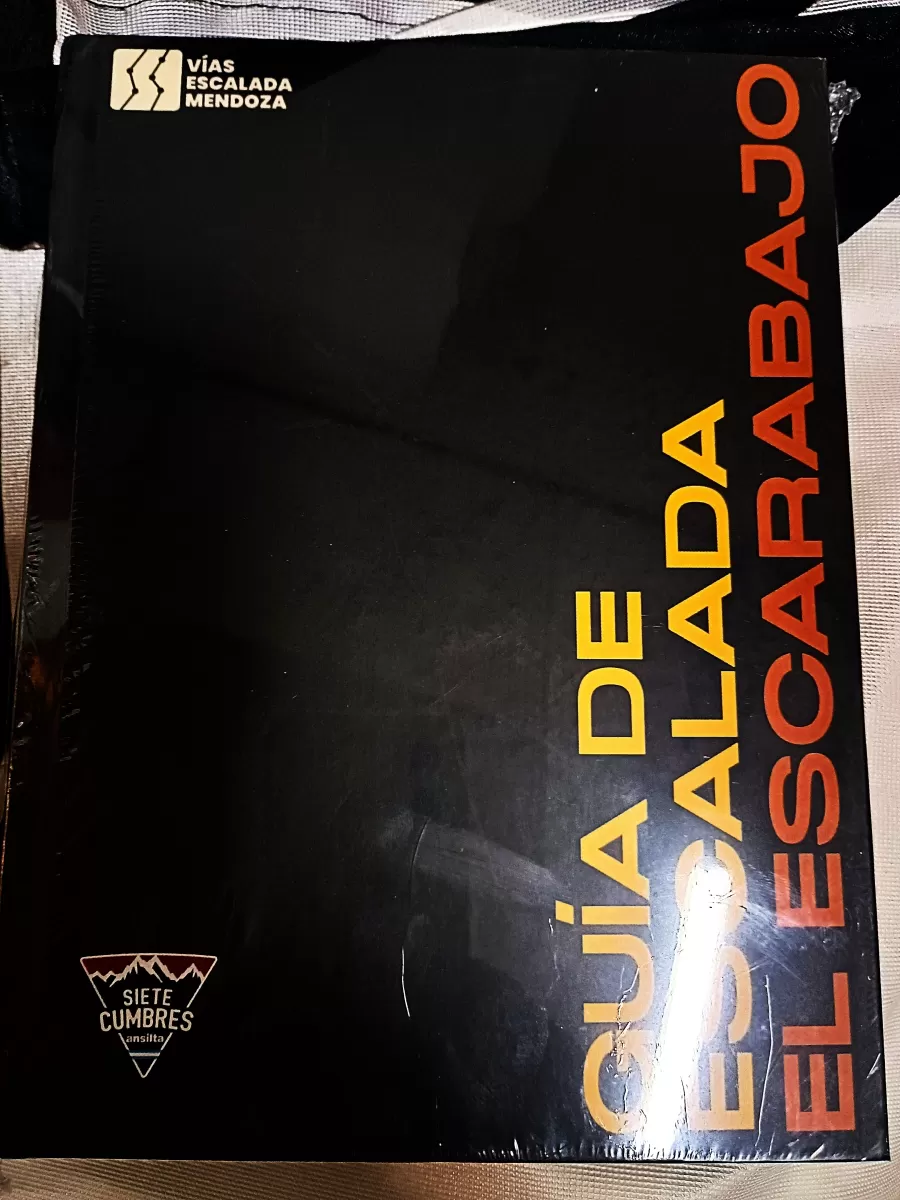 VÍAS
ESCALADA
MENDOZA
GUÍA DE
ESCALADA
EL ESCARABAJO
SIETE
CUMBRES
ansilta